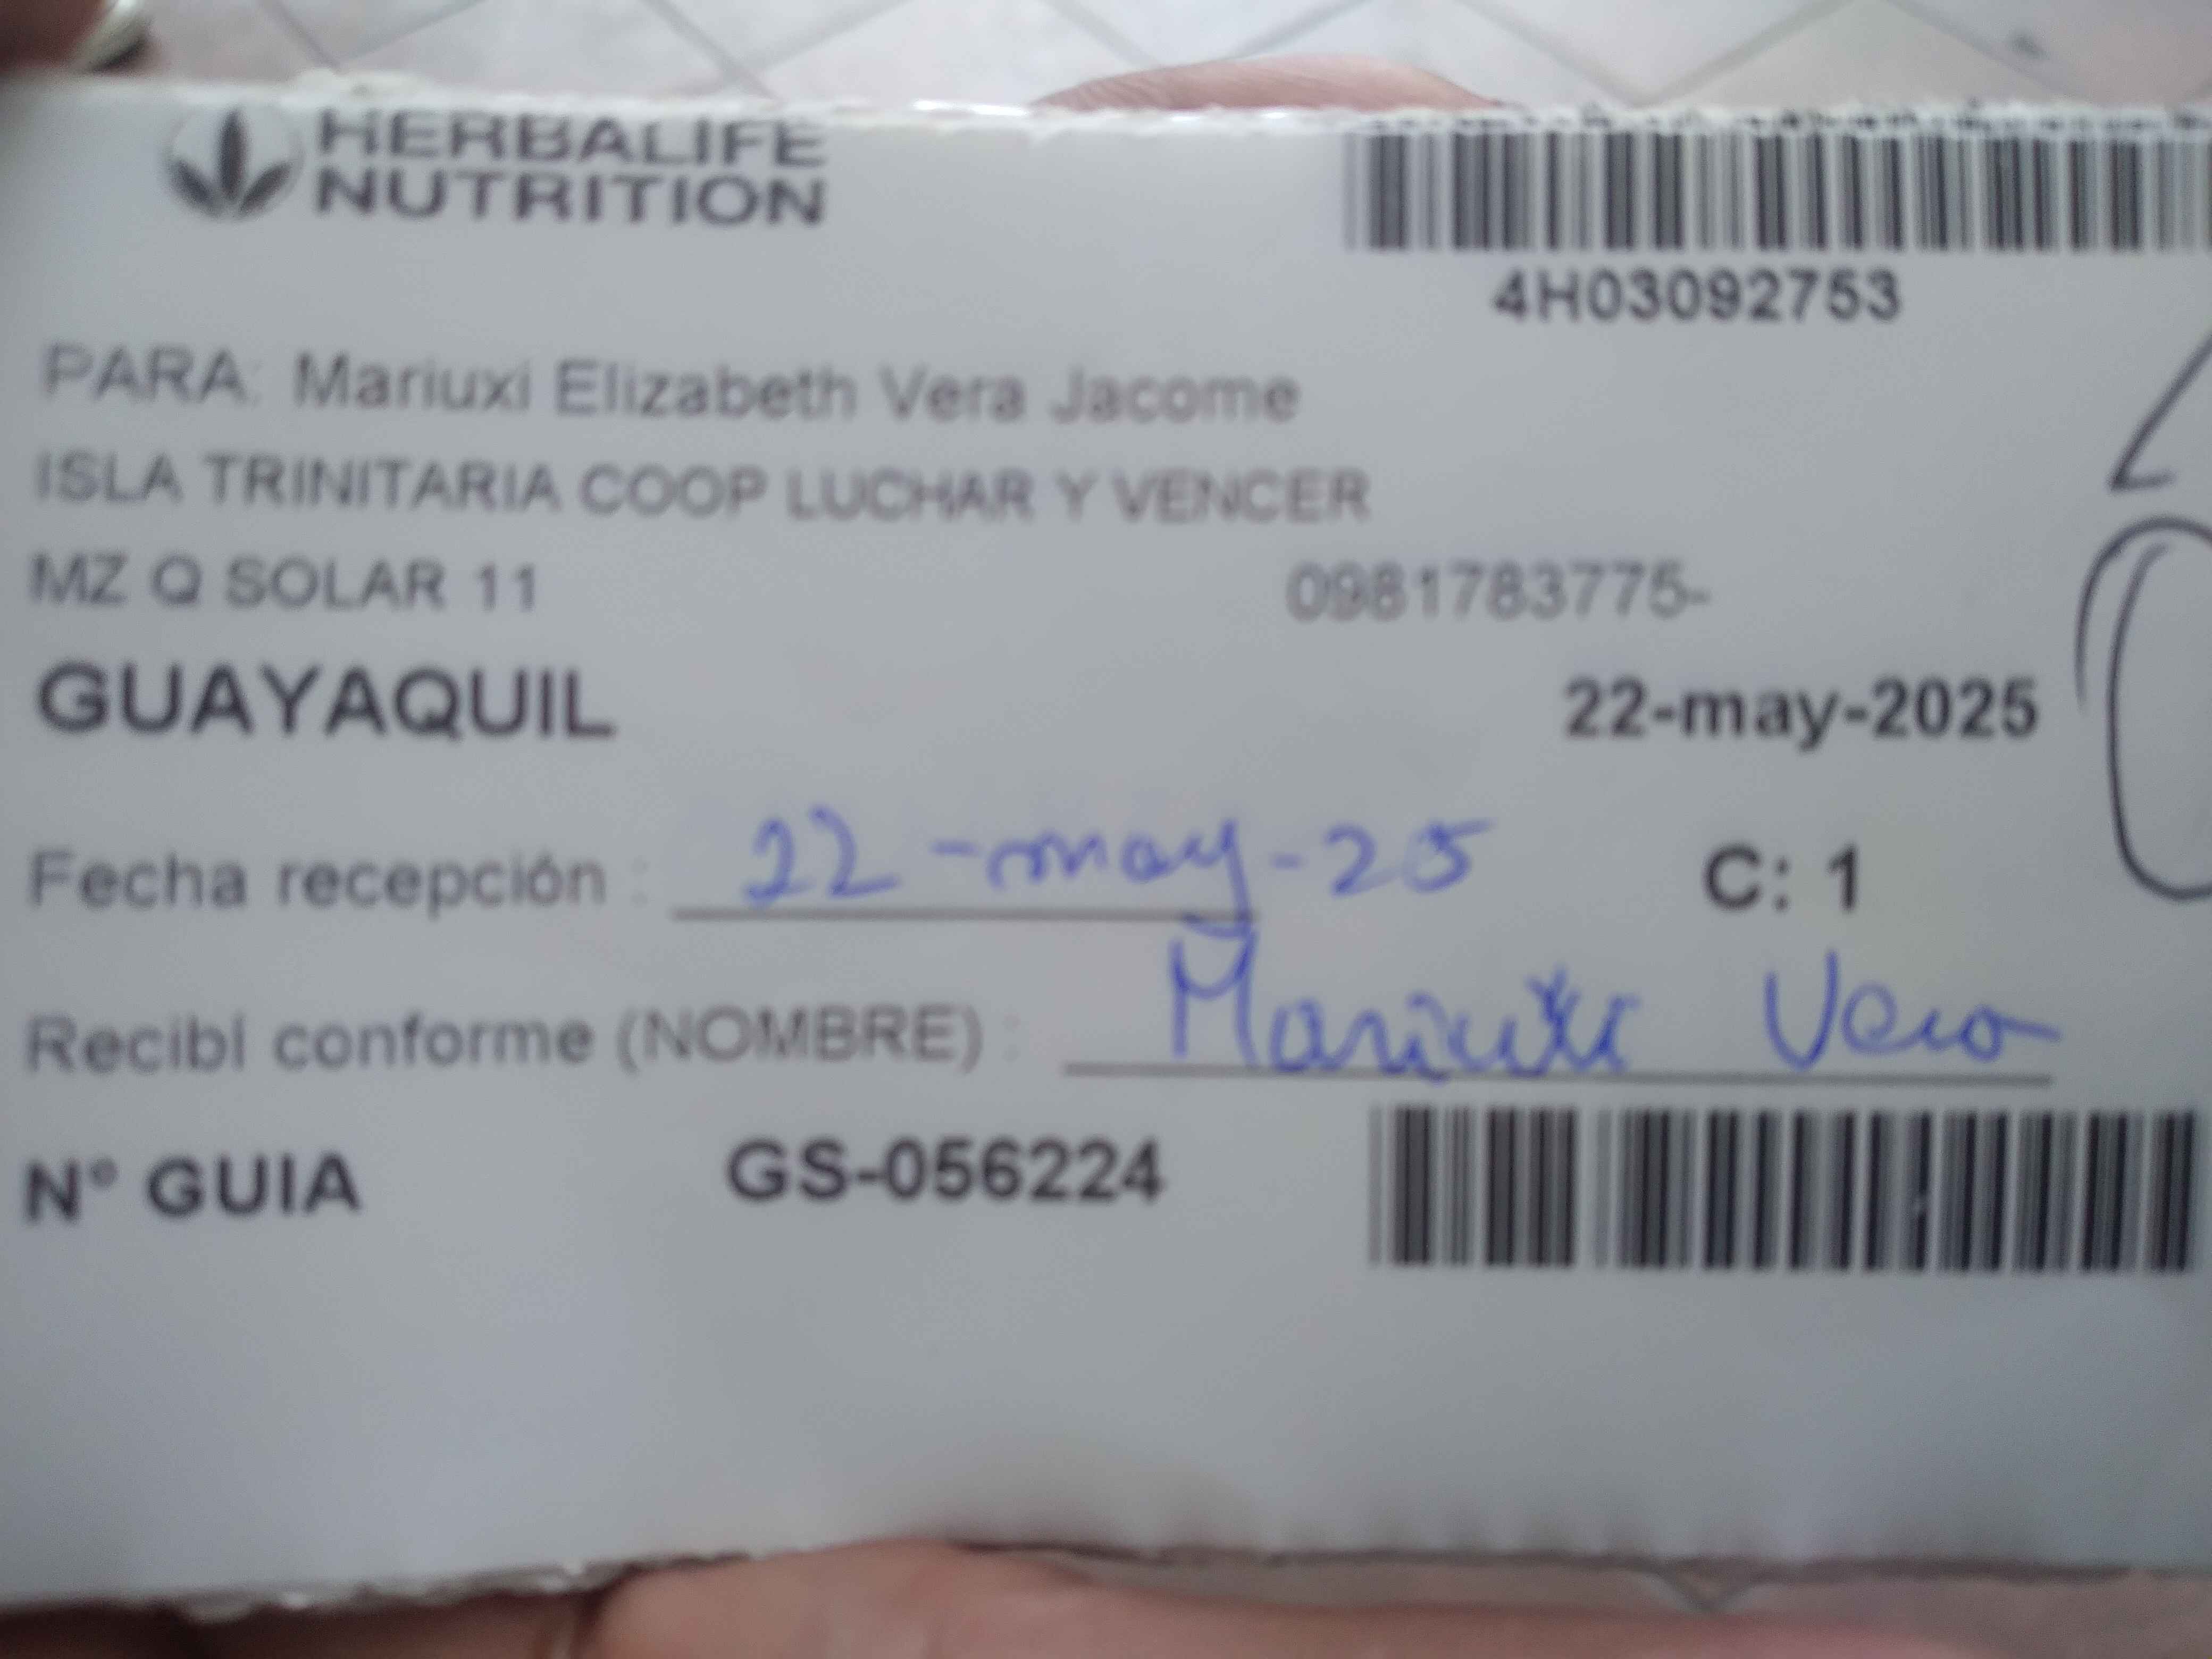 HERBALIFE
NUTRITION
4H03092753
PARA: Mariuxi Elizabeth Vera Jacome
ISLA TRINITARIA COOP LUCHAR Y VENCER
MZ Q SOLAR 11 0981783775-
GUAYAQUIL 22-may-2025
Fecha recepción : 22-may-25 C: 1
Recibí conforme (NOMBRE) : Mariuxi Vera
N° GUIA GS-056224